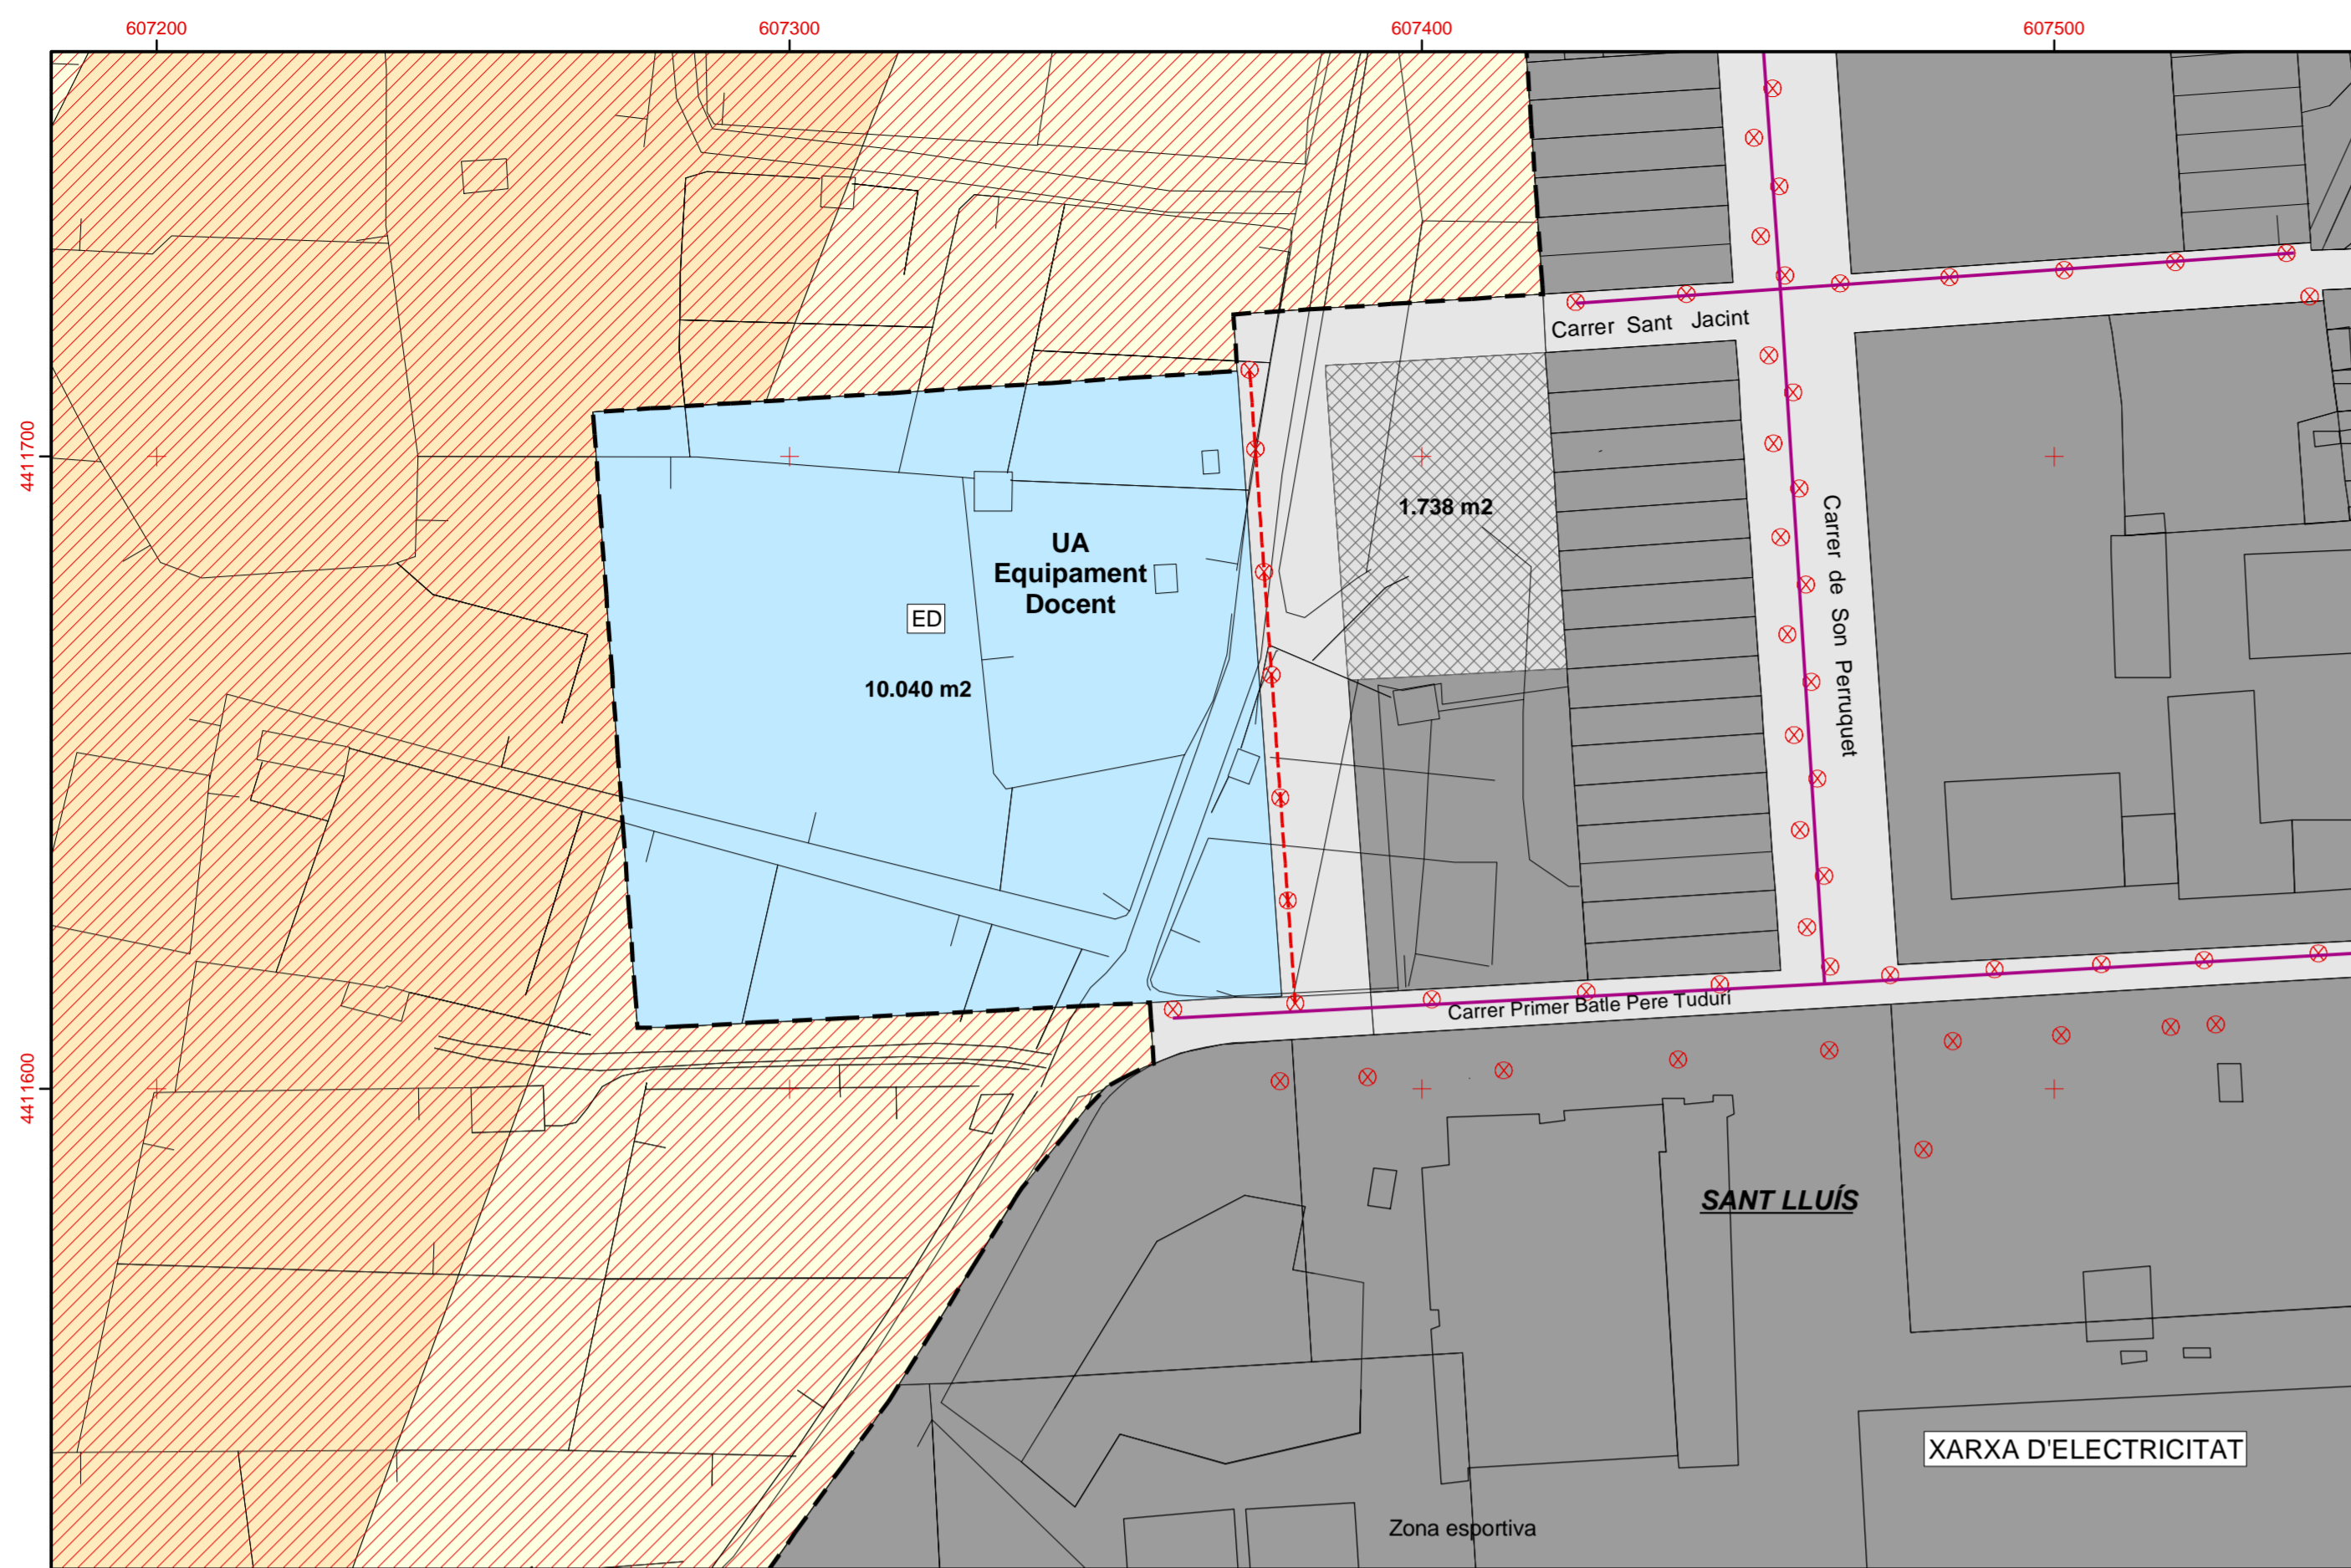 607200
607300
607400
607500
Carrer Sant Jacint
4411700
1.738 m2
Carrer de Son Perruquet
UA
Equipament
Docent
ED
10.040 m2
Carrer Primer Batle Pere Tudurí
4411600
SANT LLUÍS
XARXA D'ELECTRICITAT
Zona esportiva